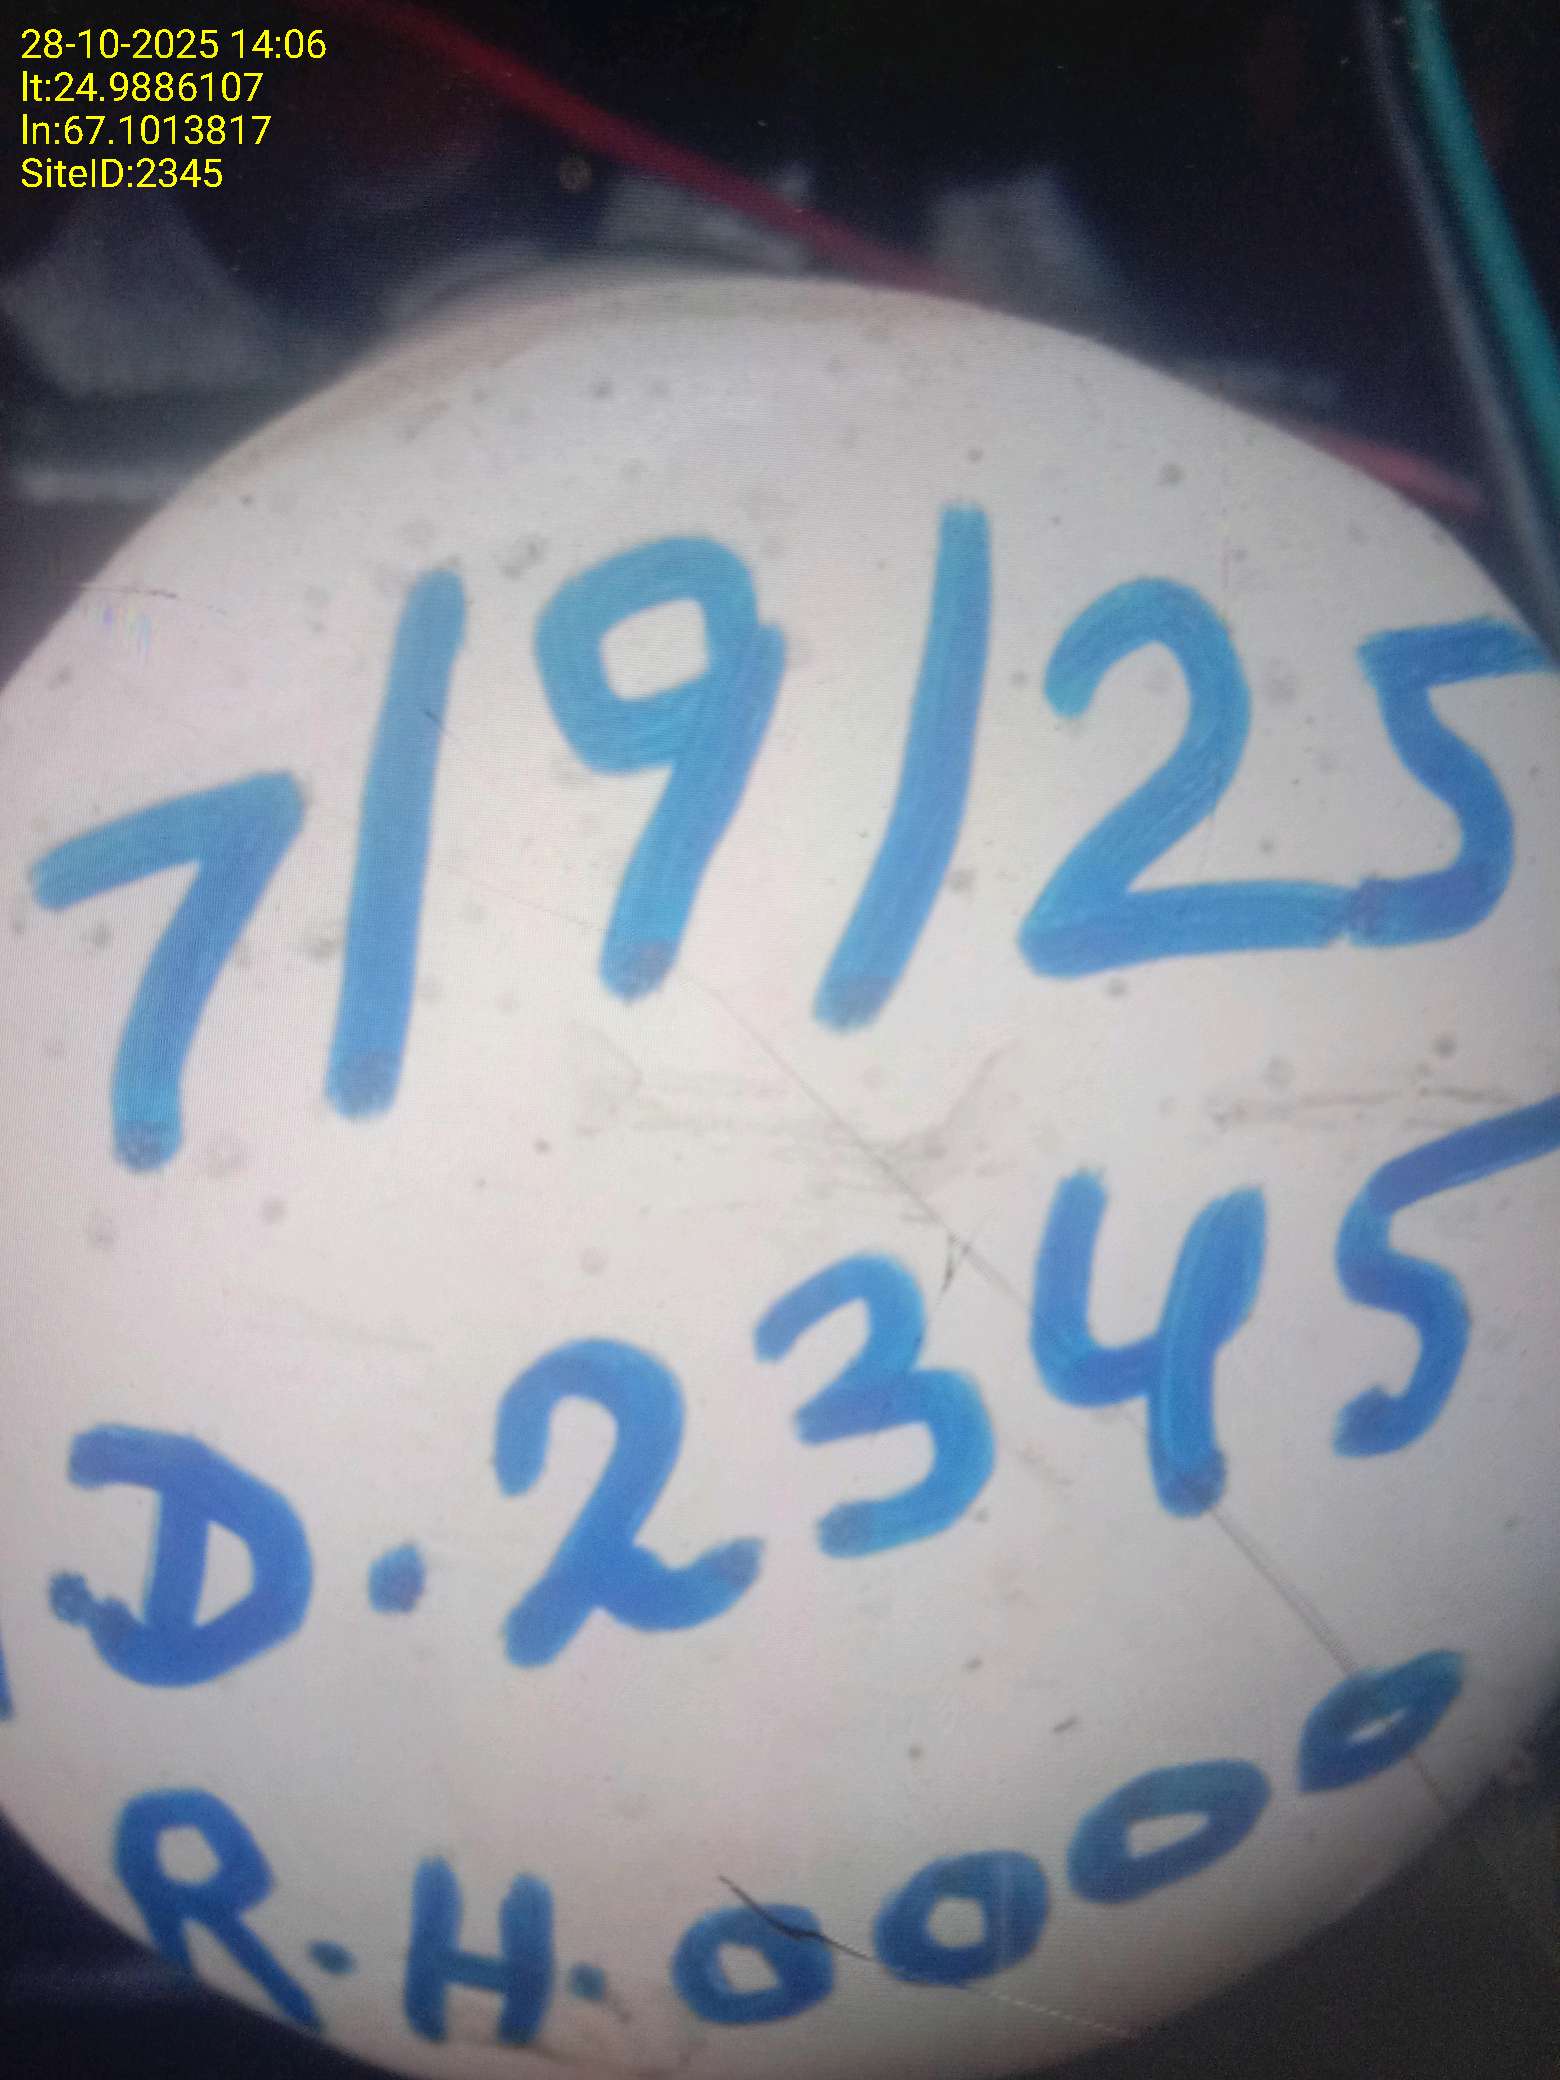 28-10-2025 14:06
lt:24.9886107
ln:67.1013817
SiteID:2345
7/9/25
D.2345
R.H.0000